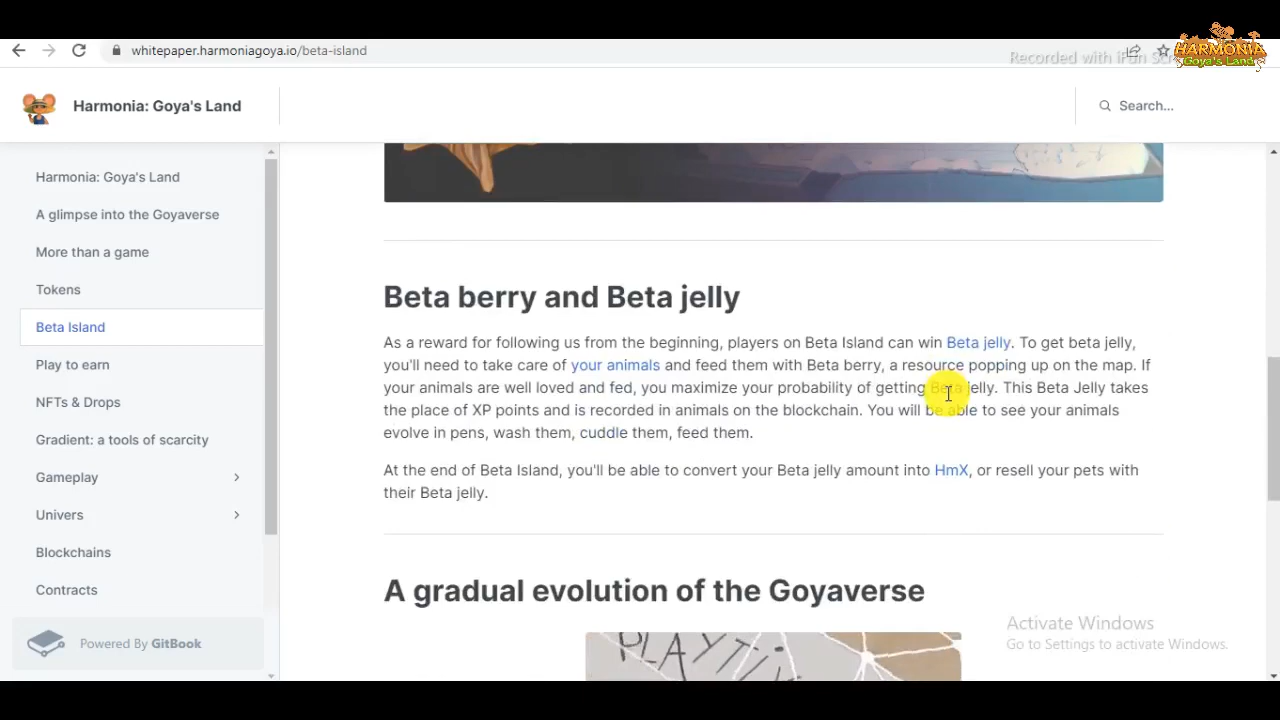 whitepaper.harmoniagoya.io/beta-island
HARMONIA
Goya's Land
Harmonia: Goya's Land
Search...
Harmonia: Goya's Land
A glimpse into the Goyaverse
More than a game
Tokens
Beta Island
Play to earn
NFTs & Drops
Gradient: a tools of scarcity
Gameplay
Univers
Blockchains
Contracts
Powered By GitBook
Beta berry and Beta jelly
As a reward for following us from the beginning, players on Beta Island can win Beta jelly. To get beta jelly,
you'll need to take care of your animals and feed them with Beta berry, a resource popping up on the map. If
your animals are well loved and fed, you maximize your probability of getting Beta jelly. This Beta Jelly takes
the place of XP points and is recorded in animals on the blockchain. You will be able to see your animals
evolve in pens, wash them, cuddle them, feed them.
At the end of Beta Island, you'll be able to convert your Beta jelly amount into HmX, or resell your pets with
their Beta jelly.
A gradual evolution of the Goyaverse
Activate Windows
Go to Settings to activate Windows.
Recorded with iFun